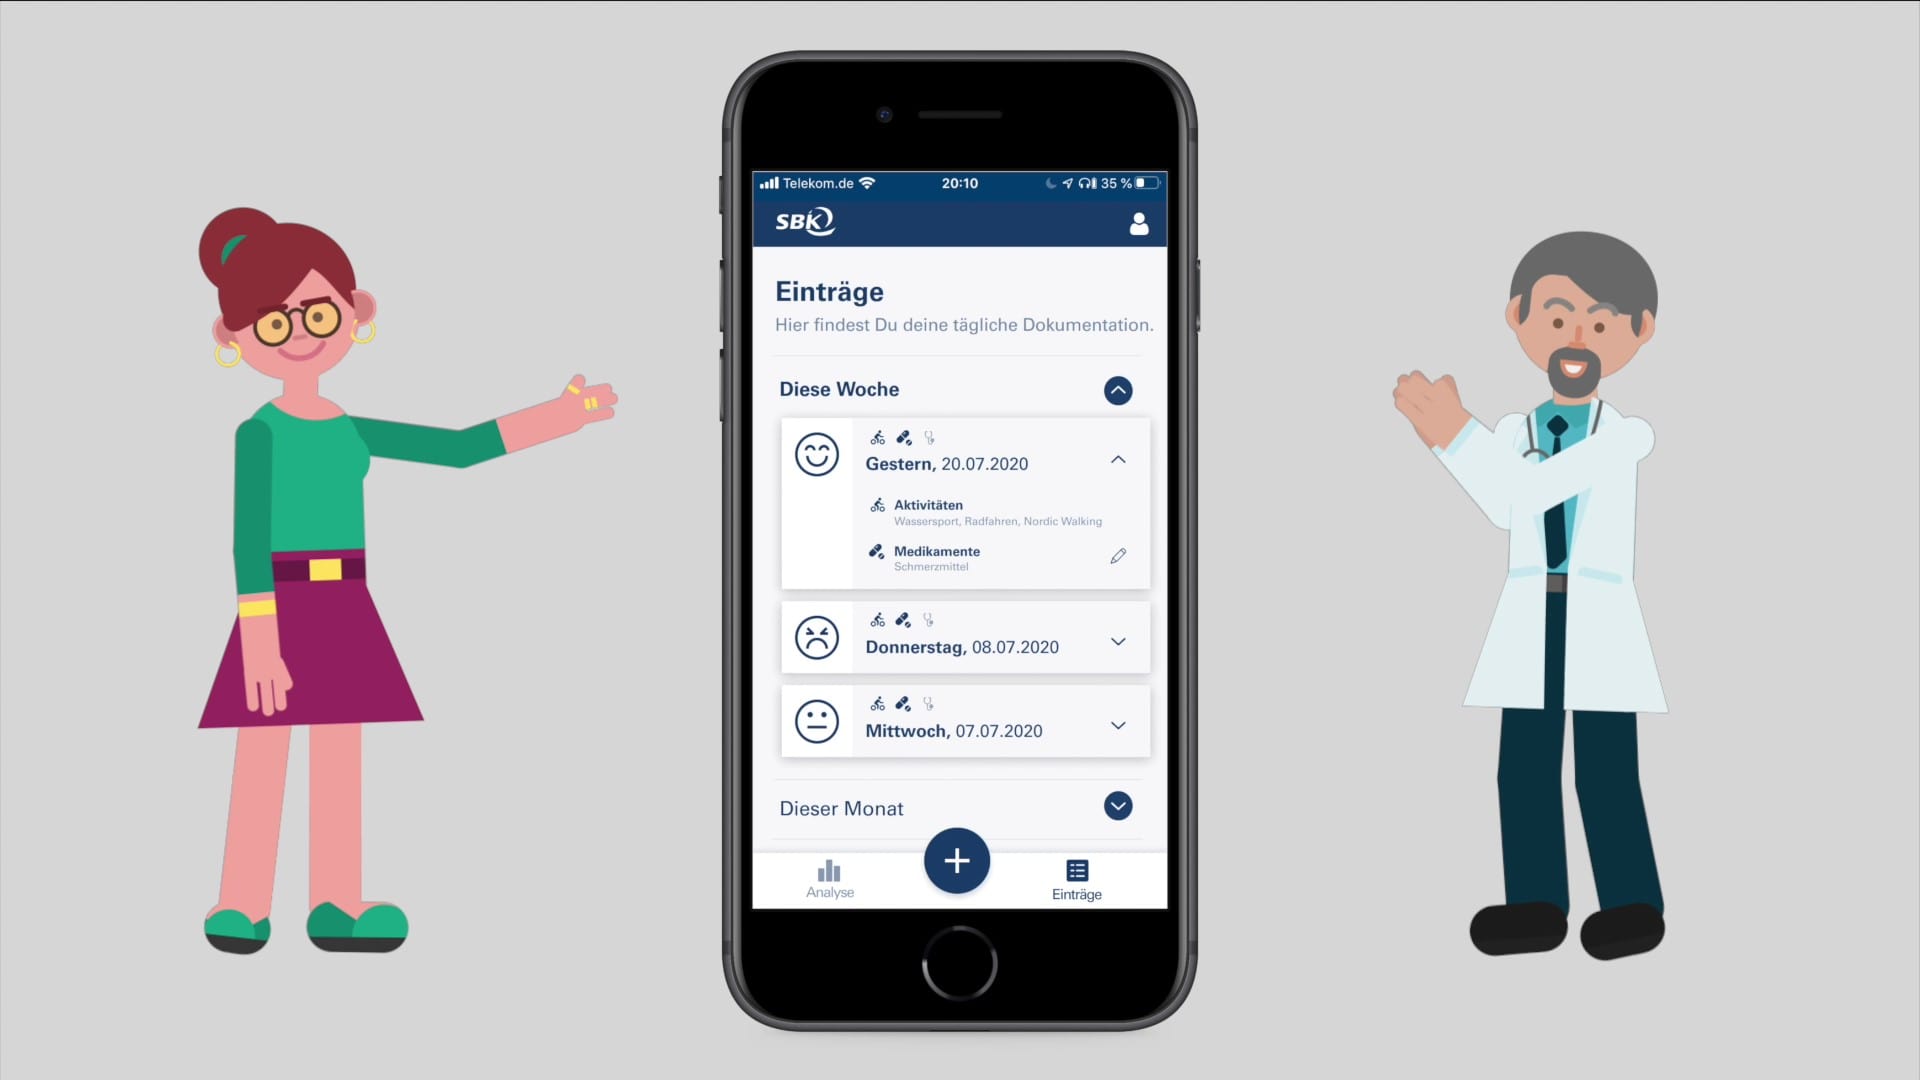 Telekom.de 20:10 35 %
SBK
Einträge
Hier findest Du deine tägliche Dokumentation.
Diese Woche
Gestern, 20.07.2020
Aktivitäten
Wassersport, Radfahren, Nordic Walking
Medikamente
Schmerzmittel
Donnerstag, 08.07.2020
Mittwoch, 07.07.2020
Dieser Monat
Analyse
Einträge